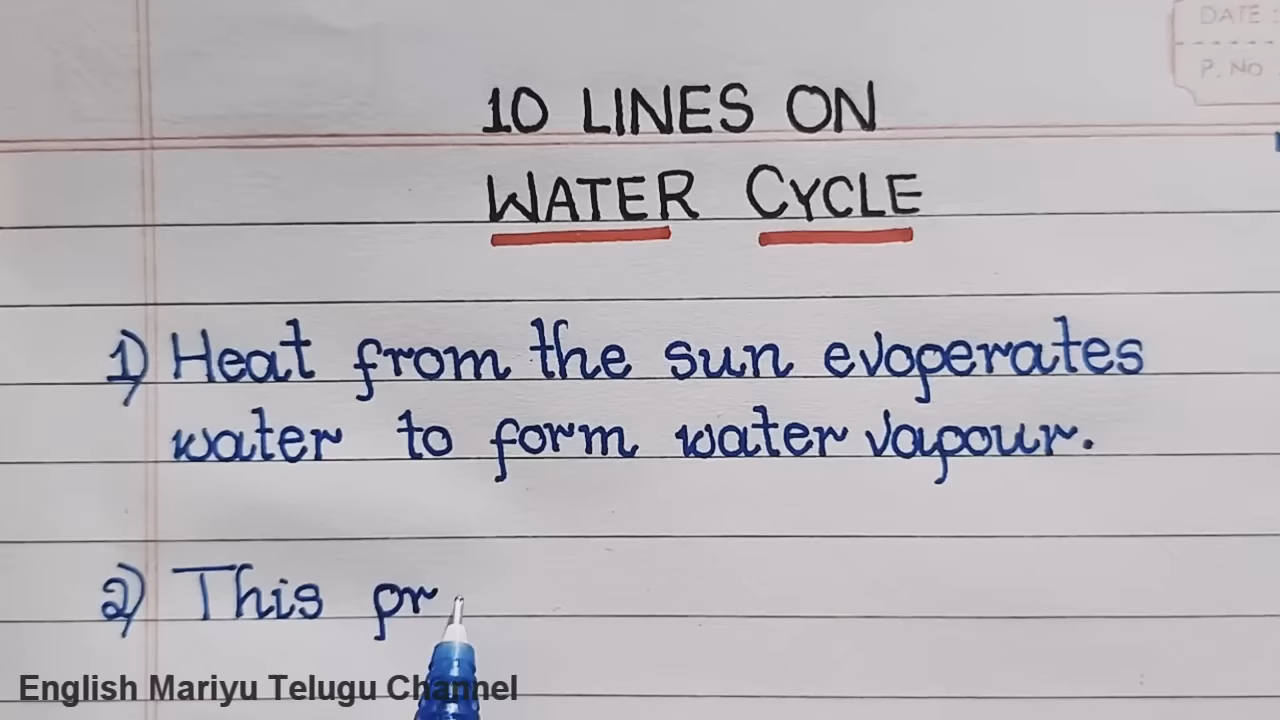 DATE :
P. No
10 LINES ON
WATER CYCLE
1) Heat from the sun evoperates
water to form water vapour.
2) This pr
English Mariyu Telugu Channel